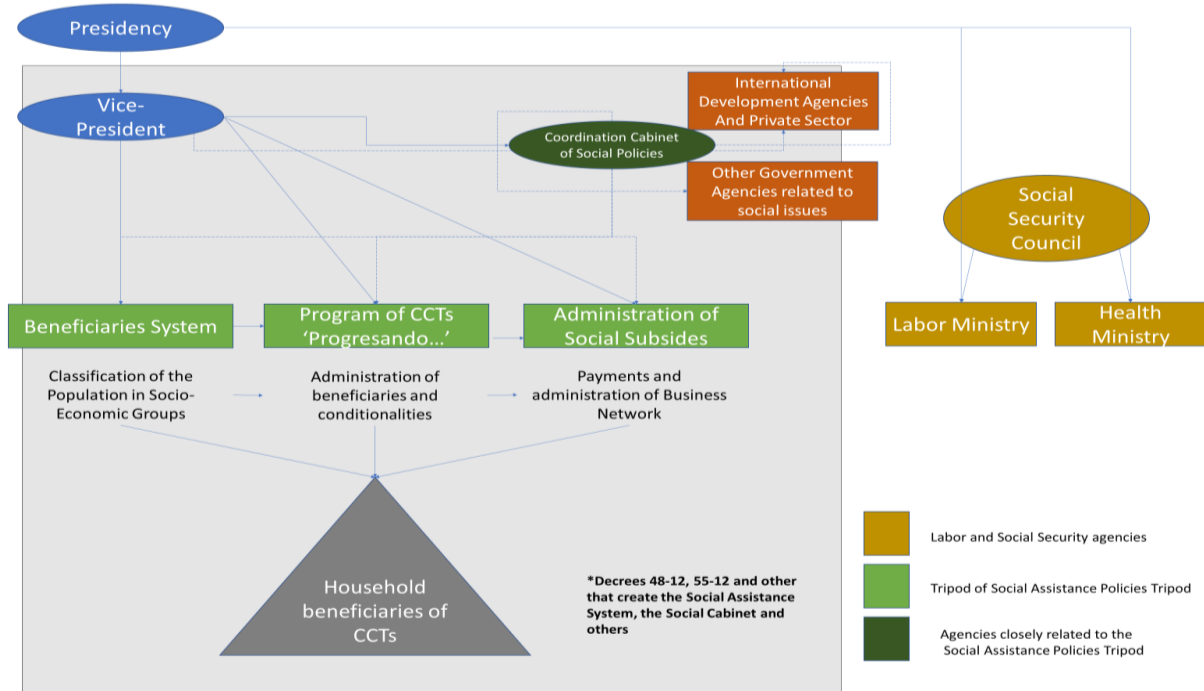 Presidency
Vice-
President
Coordination Cabinet
of Social Policies
International
Development Agencies
And Private Sector
Other Government
Agencies related to
social issues
Social
Security
Council
Beneficiaries System
Program of CCTs
‘Progresando...’
Administration of
Social Subsides
Labor Ministry
Health
Ministry
Classification of the
Population in Socio-
Economic Groups
Administration of
beneficiaries and
conditionalities
Payments and
administration of Business
Network
Household
beneficiaries of
CCTs
*Decrees 48-12, 55-12 and other
that create the Social Assistance
System, the Social Cabinet and
others
Labor and Social Security agencies
Tripod of Social Assistance Policies Tripod
Agencies closely related to the
Social Assistance Policies Tripod